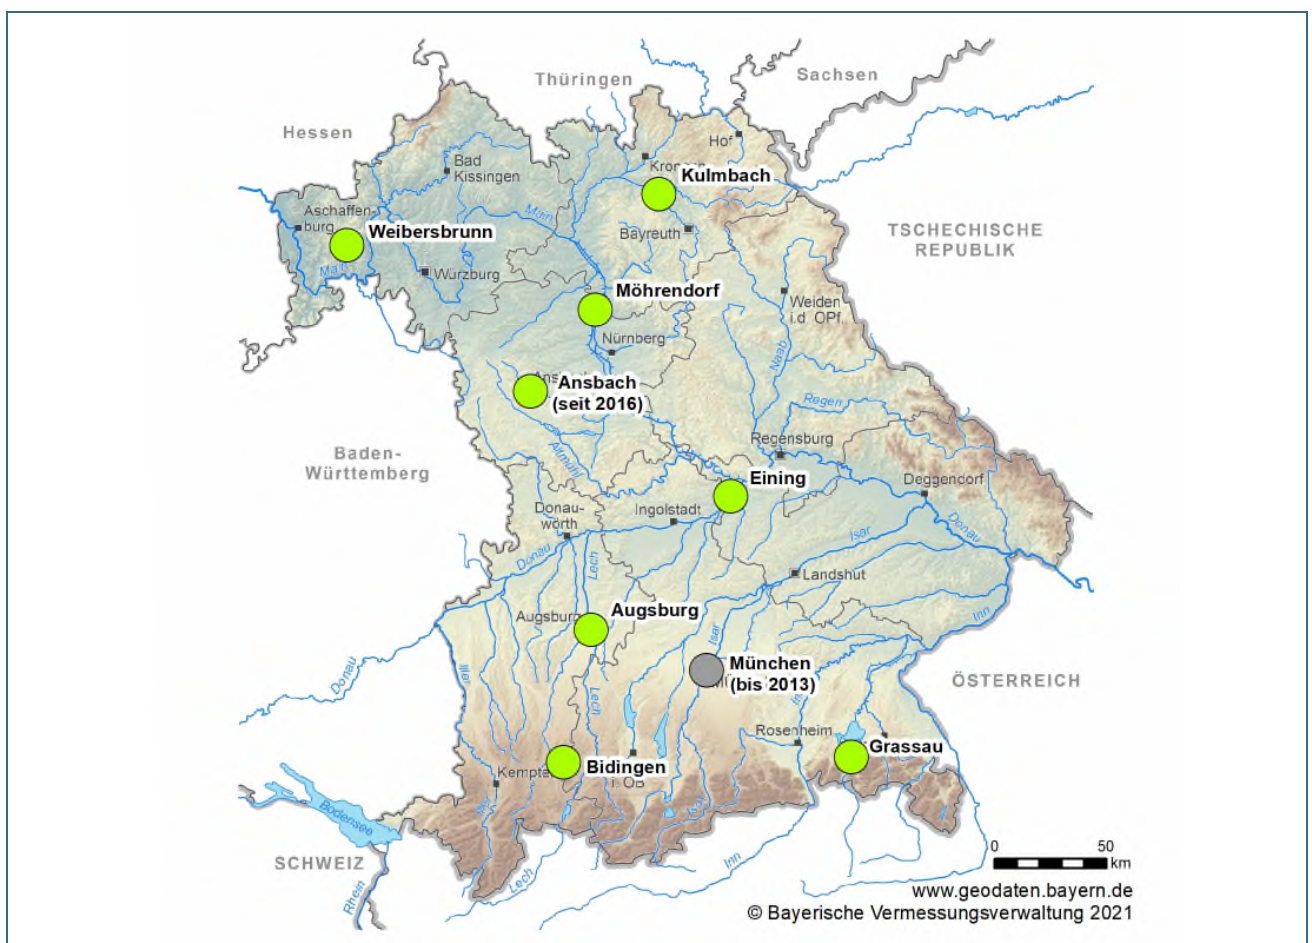 Thüringen
Sachsen
Hessen
Hof
Bad
Kissingen
Kulmbach
Aschaffen-
burg
Weibersbrunn
Main
Bayreuth
TSCHECHISCHE
REPUBLIK
Main
Würzburg
Möhrendorf
Weiden
i.d OPf.
Nürnberg
Naab
Ansbach
(seit 2016)
Regen
Regensburg
Baden-
Württemberg
Altmühl
Eining
Deggendorf
Donau-
wörth
Ingolstadt
Donau
Isar
Donau
Lech
Landshut
Augsburg
Augsburg
Inn
Isar
Donau
Iller
München
(bis 2013)
ÖSTERREICH
Lech
Rosenheim
Grassau
Bidingen
i. OB
Bodensee
SCHWEIZ
Rhein
Lech
Inn
0
50
km
www.geodaten.bayern.de
© Bayerische Vermessungsverwaltung 2021